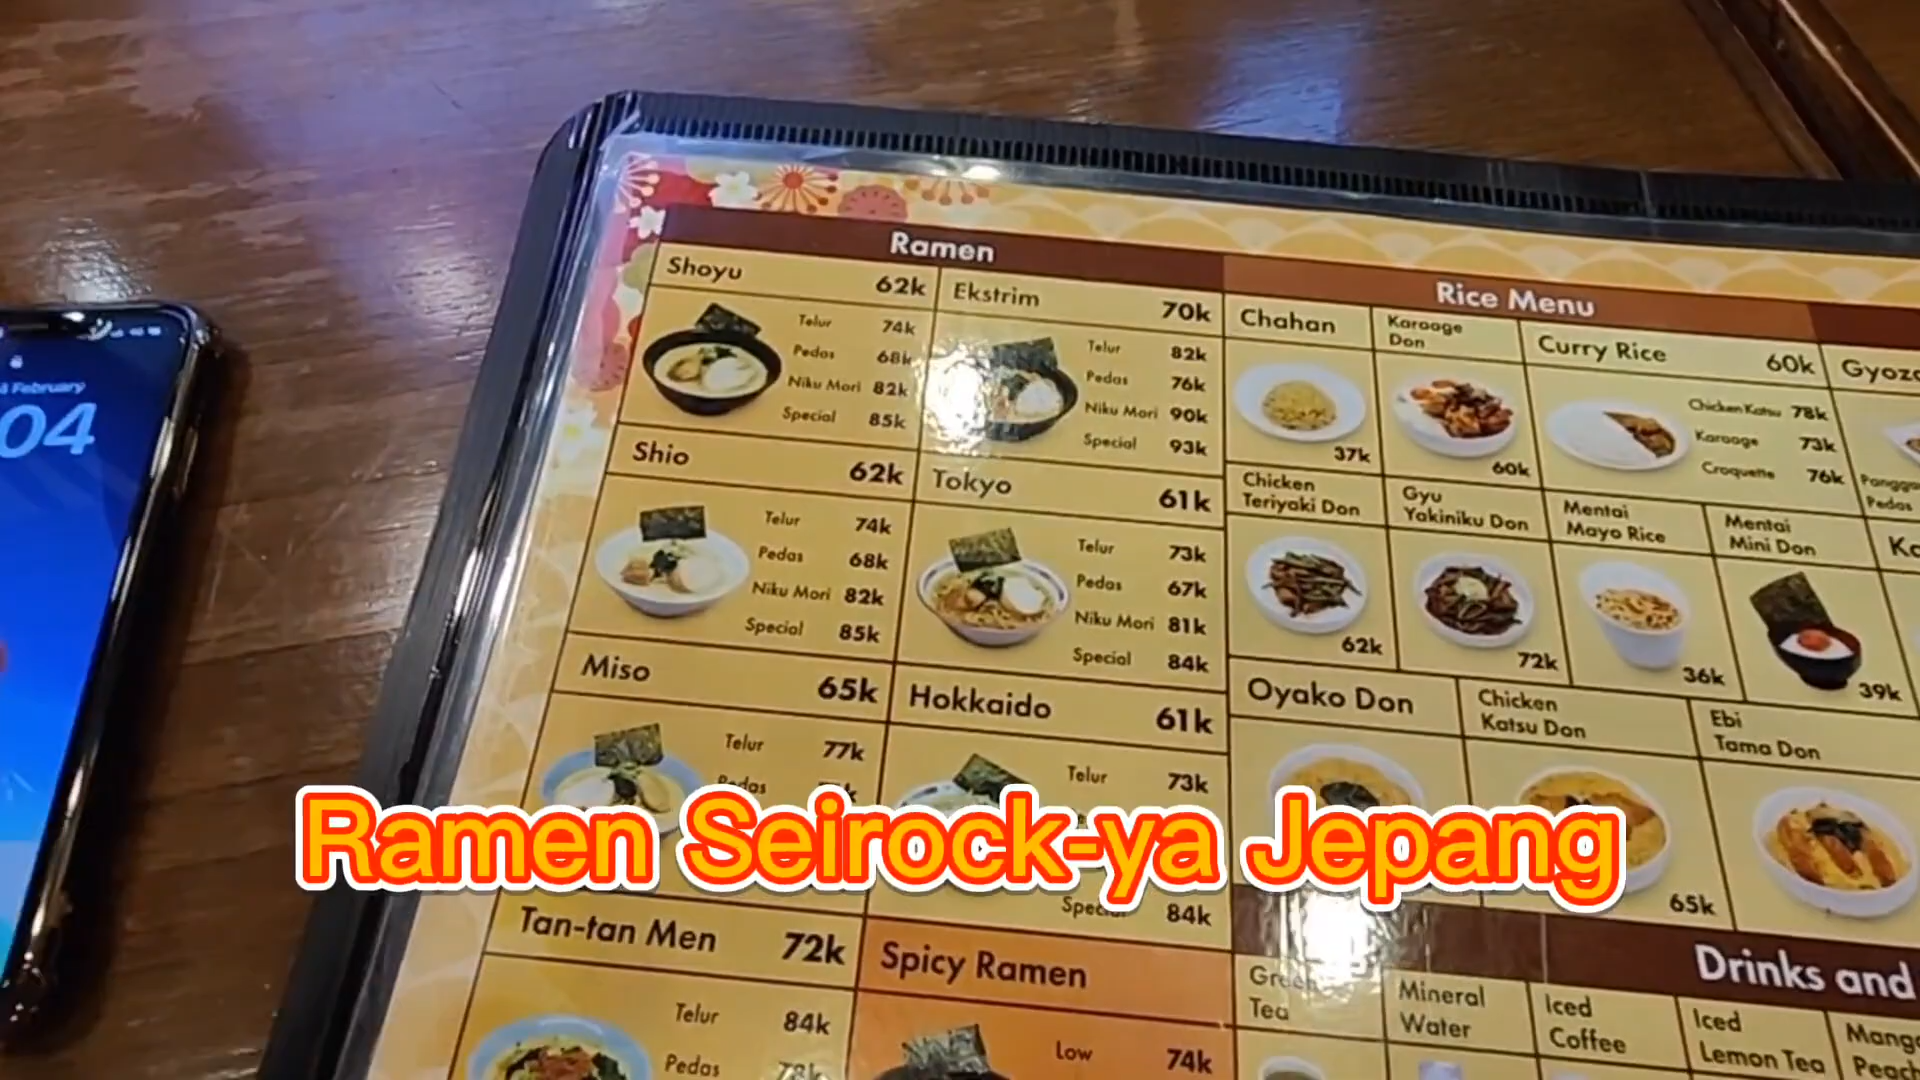 February
04
Ramen
Shoyu 62k
Telur 74k
Pedas 68k
Niku Mori 82k
Special 85k
Ekstrim 70k
Telur 82k
Pedas 76k
Niku Mori 90k
Special 93k
Shio 62k
Telur 74k
Pedas 68k
Niku Mori 82k
Special 85k
Tokyo 61k
Telur 73k
Pedas 67k
Niku Mori 81k
Special 84k
Miso 65k
Telur 77k
Pedas
Hokkaido 61k
Telur 73k
Special 84k
Tan-tan Men 72k
Telur 84k
Pedas 78k
Spicy Ramen
Low 74k
Rice Menu
Chahan
37k
Karaage
Don
60k
Curry Rice 60k
Chicken Katsu 78k
Karaage 73k
Croquette 76k
Chicken
Teriyaki Don
62k
Gyu
Yakiniku Don
72k
Mentai
Mayo Rice
36k
Mentai
Mini Don
39k
Oyako Don
Chicken
Katsu Don
65k
Ebi
Tama Don
Gyoza
Pedas
Drinks and
Green
Tea
Mineral
Water
Iced
Coffee
Iced
Lemon Tea
Ramen Seirock-ya Jepang